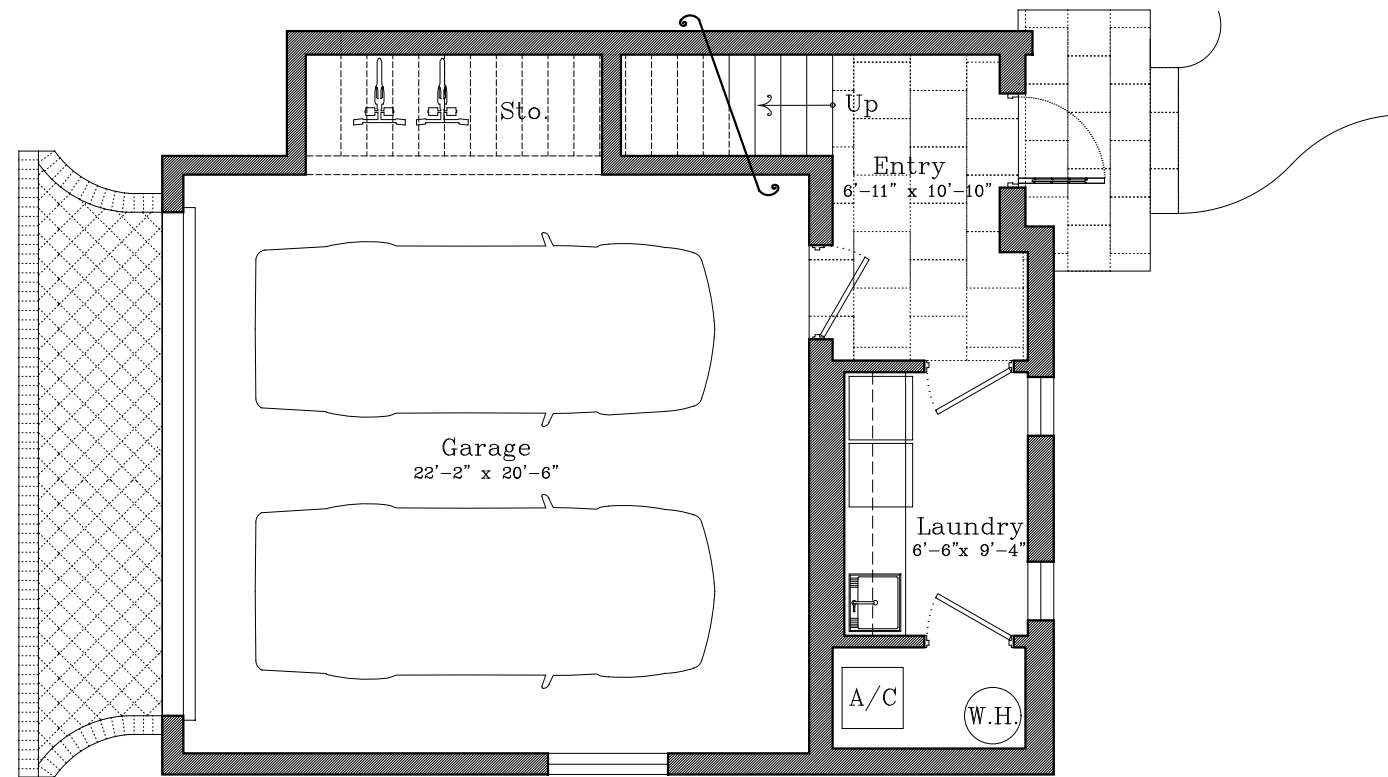 Sto.
Up
Entry
6'-11" x 10'-10"
Garage
22'-2" x 20'-6"
Laundry
6'-6"x 9'-4"
A/C
W.H.